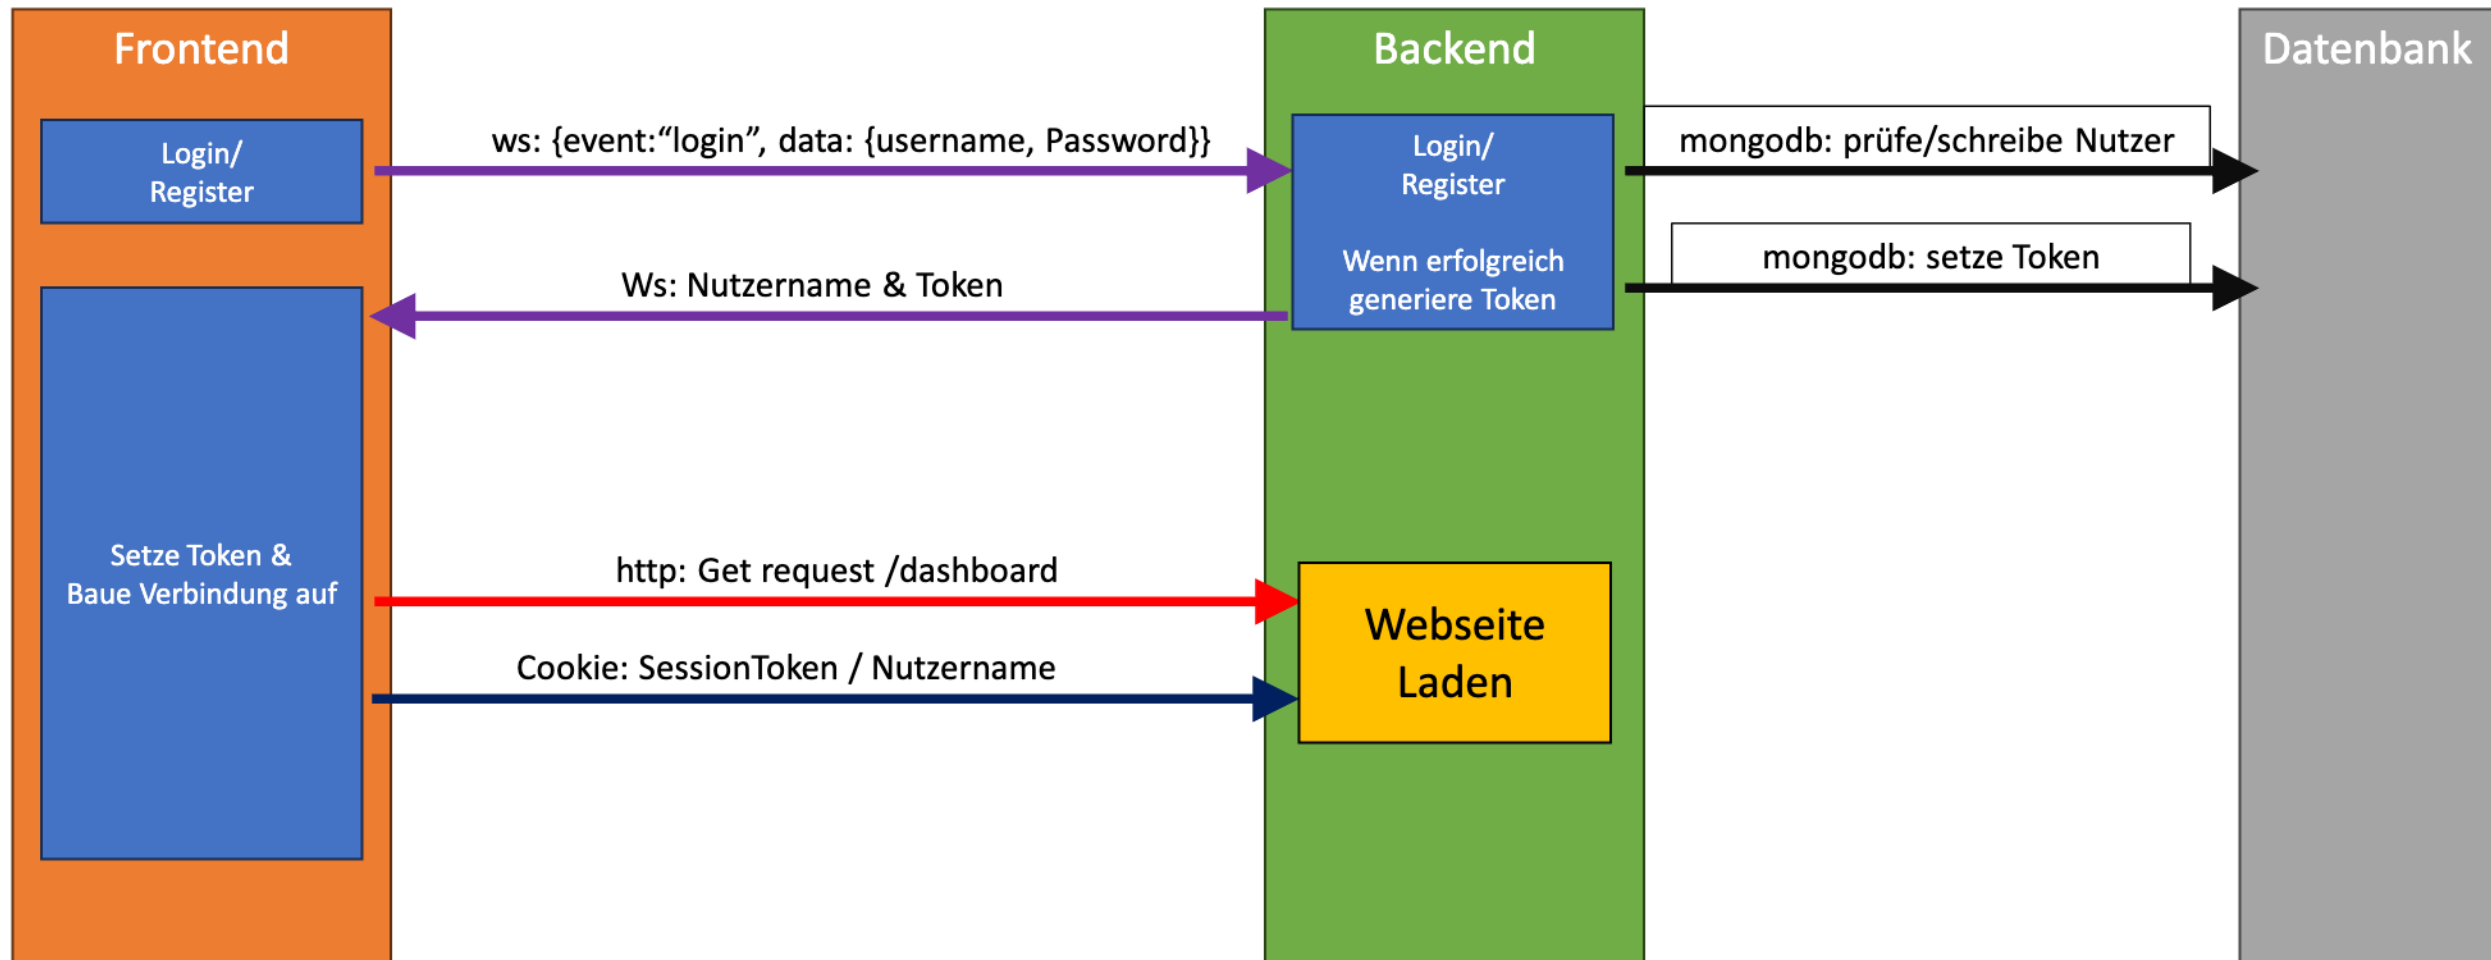 Frontend
Backend
Datenbank
Login/
Register
ws: {event:“login”, data: {username, Password}}
Login/
Register
mongodb: prüfe/schreibe Nutzer
Wenn erfolgreich
generiere Token
mongodb: setze Token
Ws: Nutzername & Token
Setze Token &
Baue Verbindung auf
http: Get request /dashboard
Cookie: SessionToken / Nutzername
Webseite
Laden